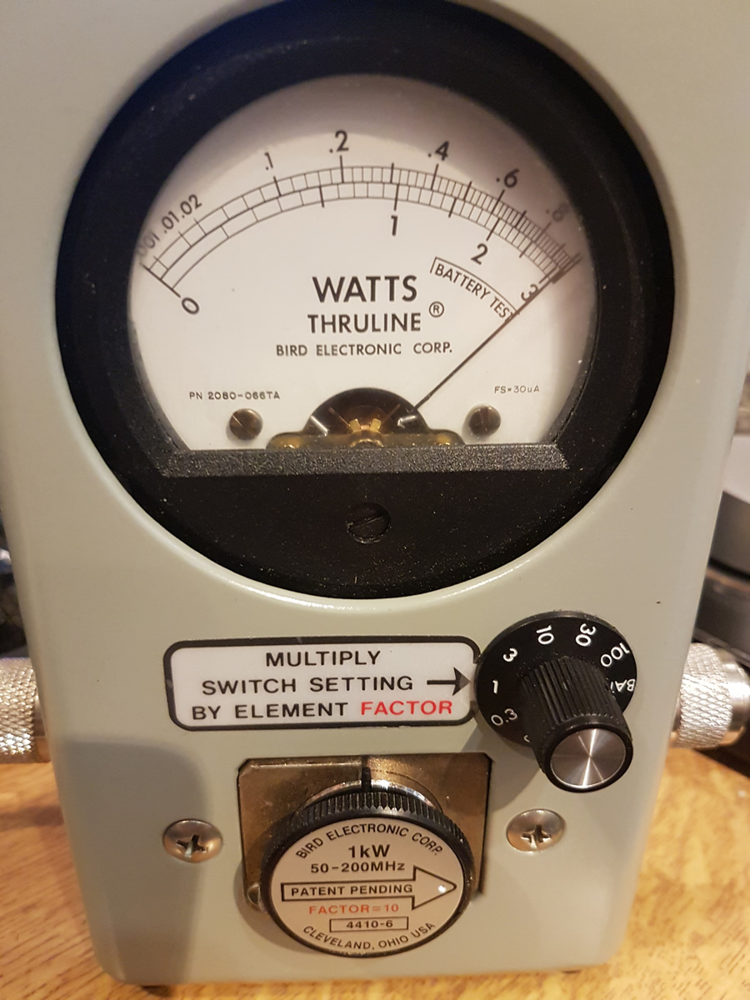 .001 .01 .02 .1 .2 .4 .6 .8
0 1 2 3
BATTERY TEST
WATTS
THRULINE ®
BIRD ELECTRONIC CORP.
PN 2080-066TA
FS=30uA
MULTIPLY
SWITCH SETTING
BY ELEMENT FACTOR
0.3 1 3 10 30 100 BAT
BIRD ELECTRONIC CORP.
1kW
50-200MHz
PATENT PENDING
FACTOR=10
4410-6
CLEVELAND, OHIO USA